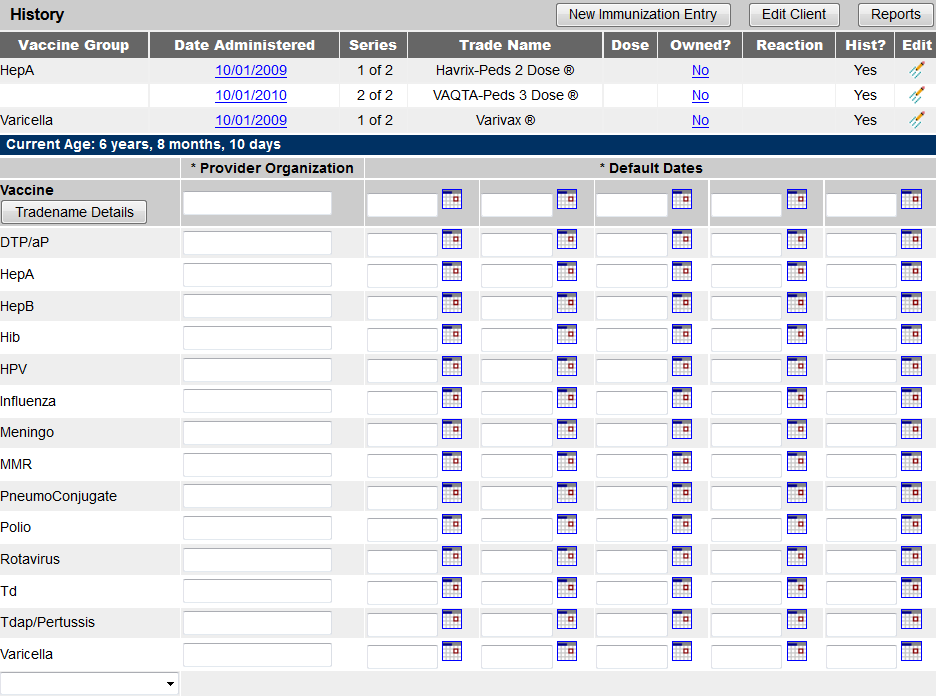 History New Immunization Entry Edit Client Reports
Vaccine Group Date Administered Series Trade Name Dose Owned? Reaction Hist? Edit
HepA 10/01/2009 1 of 2 Havrix-Peds 2 Dose ® No Yes
10/01/2010 2 of 2 VAQTA-Peds 3 Dose ® No Yes
Varicella 10/01/2009 1 of 2 Varivax ® No Yes
Current Age: 6 years, 8 months, 10 days
* Provider Organization * Default Dates
Vaccine
Tradename Details
DTP/aP
HepA
HepB
Hib
HPV
Influenza
Meningo
MMR
PneumoConjugate
Polio
Rotavirus
Td
Tdap/Pertussis
Varicella